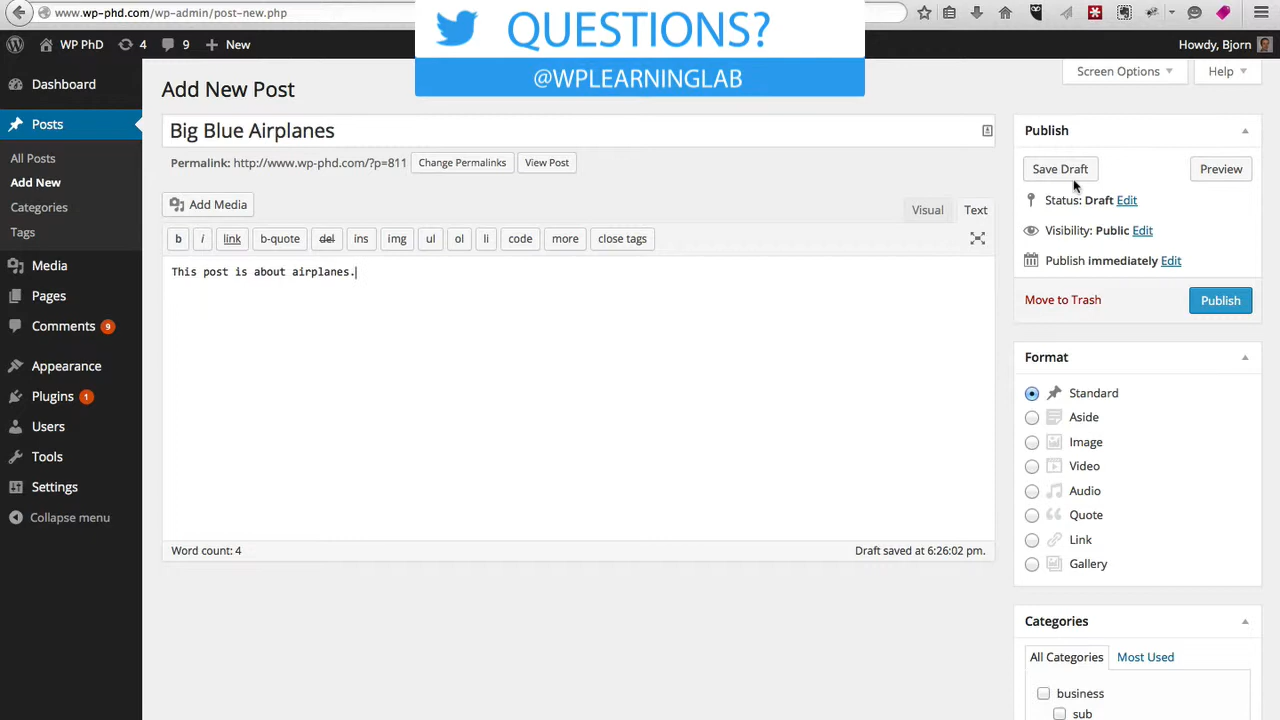 www.wp-phd.com/wp-admin/post-new.php
QUESTIONS?
@WPLEARNINGLAB
WP PhD 4 9 + New
Howdy, Bjorn
Screen Options Help
Dashboard
Posts
All Posts
Add New
Categories
Tags
Media
Pages
Comments 9
Appearance
Plugins 1
Users
Tools
Settings
Collapse menu
Add New Post
Big Blue Airplanes
Permalink: http://www.wp-phd.com/?p=811 Change Permalinks View Post
Add Media
Visual Text
b i link b-quote del ins img ul ol li code more close tags
This post is about airplanes.
Word count: 4 Draft saved at 6:26:02 pm.
Publish
Save Draft Preview
Status: Draft Edit
Visibility: Public Edit
Publish immediately Edit
Move to Trash Publish
Format
Standard
Aside
Image
Video
Audio
Quote
Link
Gallery
Categories
All Categories Most Used
business
sub